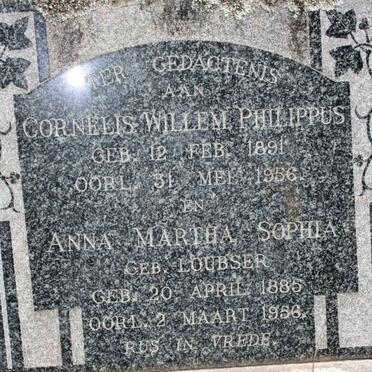 TER GEDAGTENIS
AAN
CORNELIS WILLEM PHILIPPUS
GEB. 12 FEB. 1891
OORL. 31 MEI 1956
EN
ANNA MARTHA SOPHIA
GEB. LOUBSER
GEB. 20 APRIL 1885
OORL. 2 MAART 1956.
RUS IN VREDE.